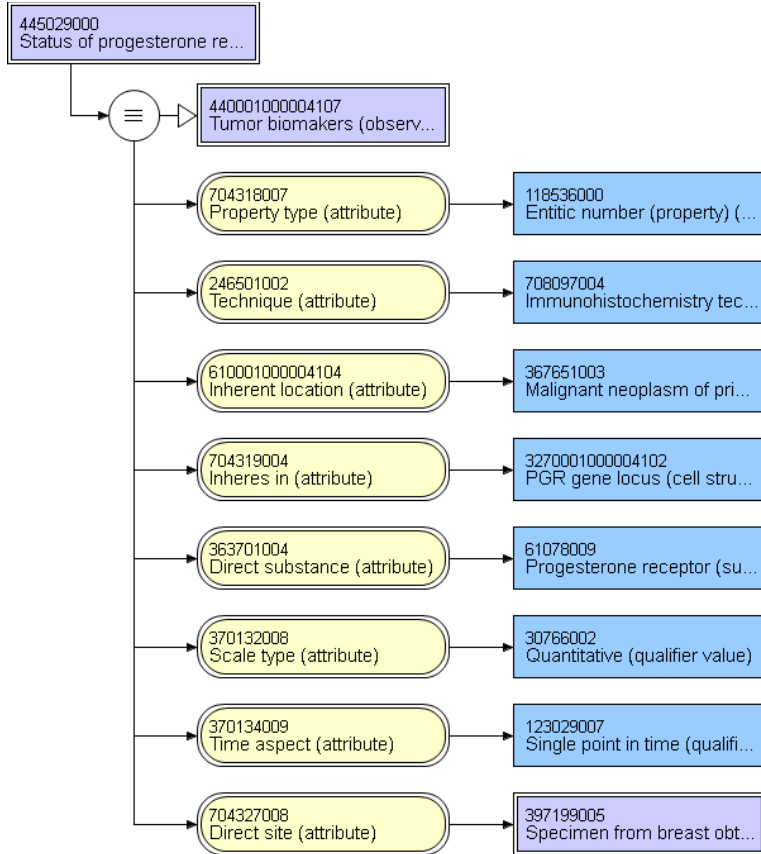 445029000
Status of progesterone re...
≡
440001000004107
Tumor biomakers (observ...
704318007
Property type (attribute)
118536000
Entitic number (property) (...
246501002
Technique (attribute)
708097004
Immunohistochemistry tec...
610001000004104
Inherent location (attribute)
367651003
Malignant neoplasm of pri...
704319004
Inheres in (attribute)
3270001000004102
PGR gene locus (cell stru...
363701004
Direct substance (attribute)
61078009
Progesterone receptor (su...
370132008
Scale type (attribute)
30766002
Quantitative (qualifier value)
370134009
Time aspect (attribute)
123029007
Single point in time (qualifi...
704327008
Direct site (attribute)
397199005
Specimen from breast obt...